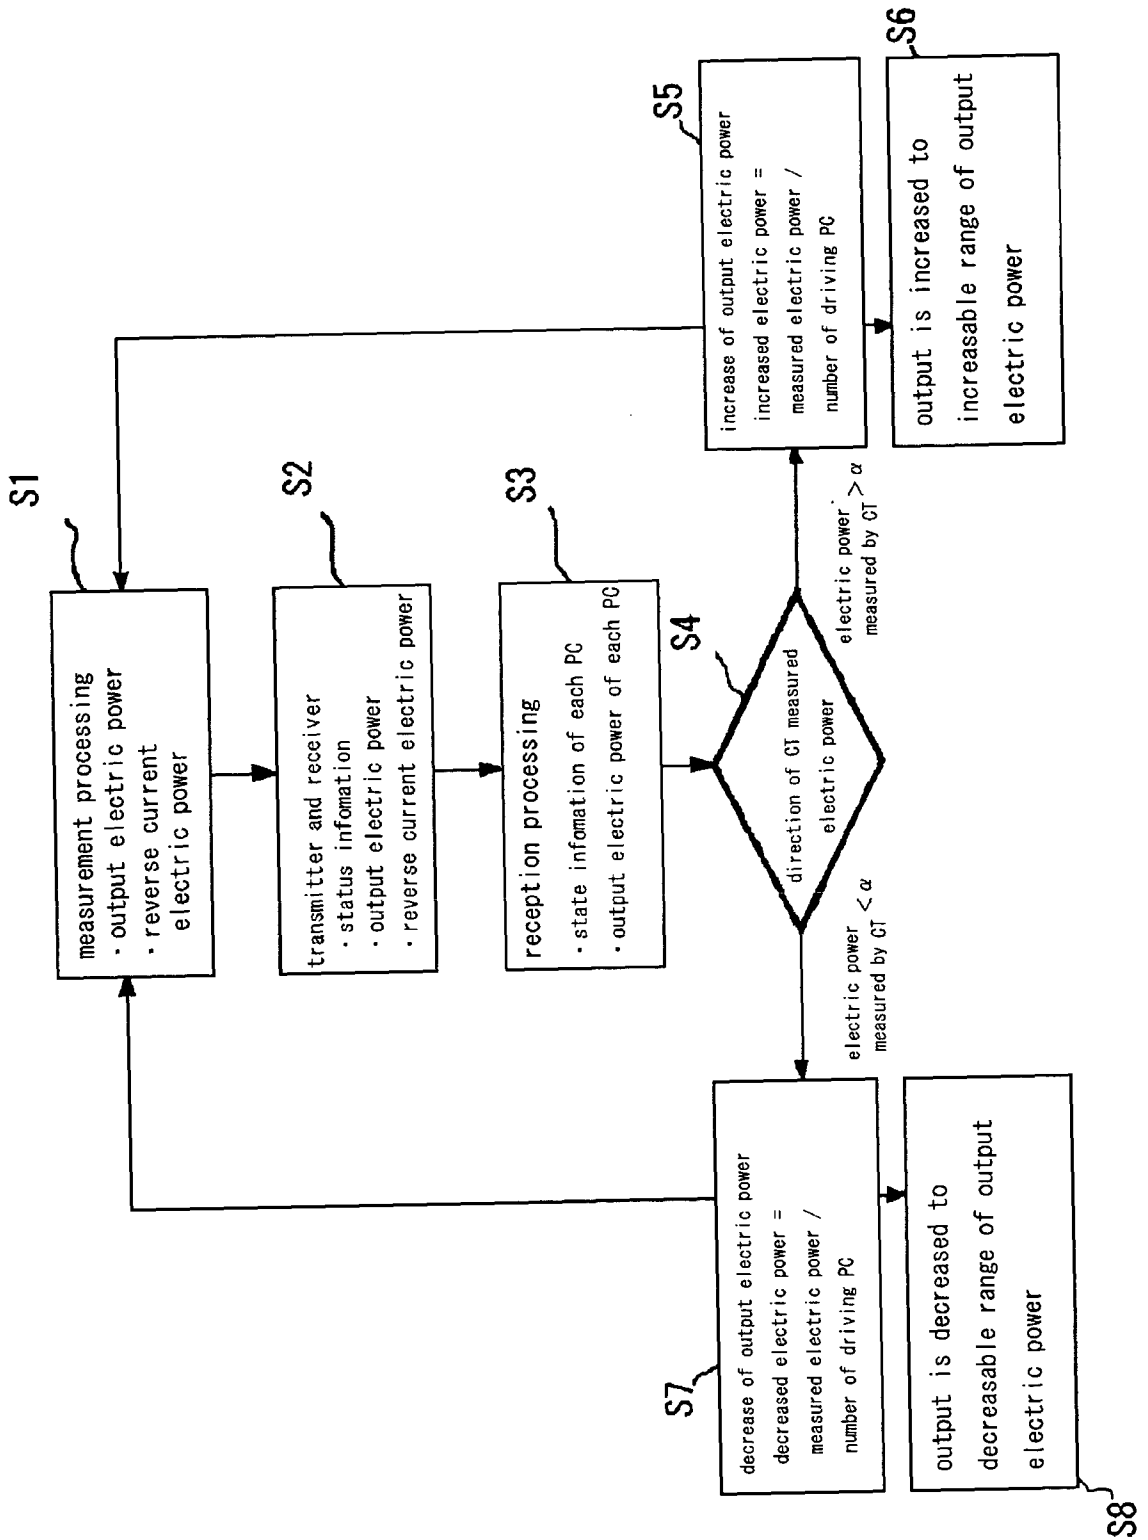 S1
measurement processing
・output electric power
・reverse current
electric power
S2
transmitter and receiver
・status infomation
・output electric power
・reverse current electric power
S3
reception processing
・state infomation of each PC
・output electric power of each PC
S4
direction of CT measured
electric power
electric power
measured by CT > α
electric power
measured by CT < α
S5
increase of output electric power
increased electric power =
measured electric power /
number of driving PC
S6
output is increased to
increasable range of output
electric power
S7
decrease of output electric power
decreased electric power =
measured electric power /
number of driving PC
S8
output is decreased to
decreasable range of output
electric power